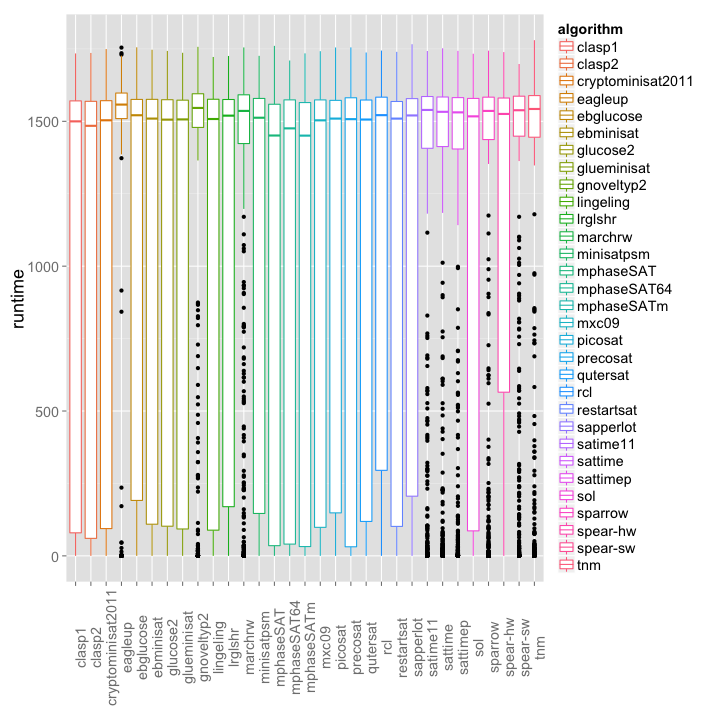 runtime
1500
1000
500
0
clasp1
clasp2
cryptominisat2011
eagleup
ebglucose
ebminisat
glucose2
glueminisat
gnoveltyp2
lingeling
lrglshr
marchrw
minisatpsm
mphaseSAT
mphaseSAT64
mphaseSATm
mxc09
picosat
precosat
qutersat
rcl
restartsat
sapperlot
satime11
sattime
sattimep
sol
sparrow
spear-hw
spear-sw
tnm
algorithm
clasp1
clasp2
cryptominisat2011
eagleup
ebglucose
ebminisat
glucose2
glueminisat
gnoveltyp2
lingeling
lrglshr
marchrw
minisatpsm
mphaseSAT
mphaseSAT64
mphaseSATm
mxc09
picosat
precosat
qutersat
rcl
restartsat
sapperlot
satime11
sattime
sattimep
sol
sparrow
spear-hw
spear-sw
tnm